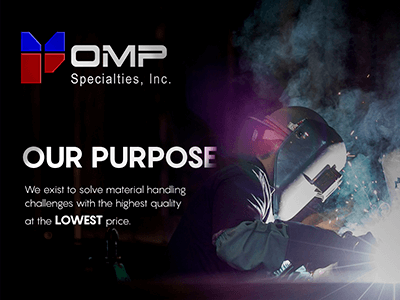 OMP
Specialties, Inc.
OUR PURPOSE
We exist to solve material handling
challenges with the highest quality
at the LOWEST price.